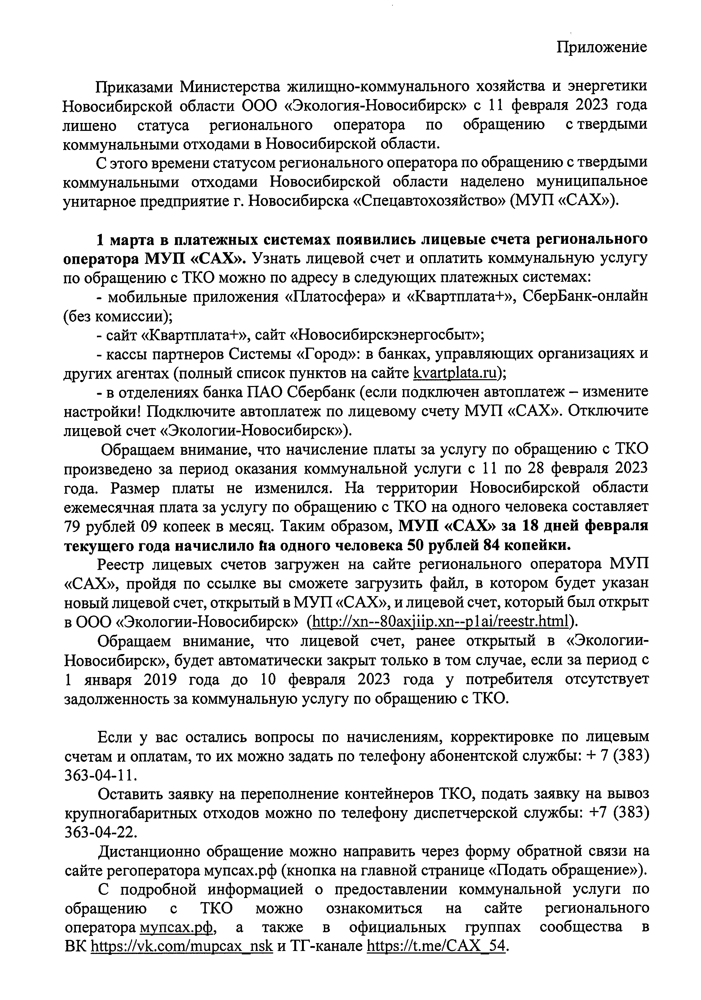 Приложение
Приказами Министерства жилищно-коммунального хозяйства и энергетики
Новосибирской области ООО «Экология-Новосибирск» с 11 февраля 2023 года
лишено статуса регионального оператора по обращению с твердыми
коммунальными отходами в Новосибирской области.
С этого времени статусом регионального оператора по обращению с твердыми
коммунальными отходами Новосибирской области наделено муниципальное
унитарное предприятие г. Новосибирска «Спецавтохозяйство» (МУП «САХ»).
1 марта в платежных системах появились лицевые счета регионального
оператора МУП «САХ». Узнать лицевой счет и оплатить коммунальную услугу
по обращению с ТКО можно по адресу в следующих платежных системах:
- мобильные приложения «Платосфера» и «Квартплата+», СберБанк-онлайн
(без комиссии);
- сайт «Квартплата+», сайт «Новосибирскэнергосбыт»;
- кассы партнеров Системы «Город»: в банках, управляющих организациях и
других агентах (полный список пунктов на сайте kvartplata.ru);
- в отделениях банка ПАО Сбербанк (если подключен автоплатеж – измените
настройки! Подключите автоплатеж по лицевому счету МУП «САХ». Отключите
лицевой счет «Экологии-Новосибирск»).
Обращаем внимание, что начисление платы за услугу по обращению с ТКО
произведено за период оказания коммунальной услуги с 11 по 28 февраля 2023
года. Размер платы не изменился. На территории Новосибирской области
ежемесячная плата за услугу по обращению с ТКО на одного человека составляет
79 рублей 09 копеек в месяц. Таким образом, МУП «САХ» за 18 дней февраля
текущего года начислило на одного человека 50 рублей 84 копейки.
Реестр лицевых счетов загружен на сайте регионального оператора МУП
«САХ», пройдя по ссылке вы сможете загрузить файл, в котором будет указан
новый лицевой счет, открытый в МУП «САХ», и лицевой счет, который был открыт
в ООО «Экологии-Новосибирск» (http://xn--80axjiip.xn--p1ai/reestr.html).
Обращаем внимание, что лицевой счет, ранее открытый в «Экологии-
Новосибирск», будет автоматически закрыт только в том случае, если за период с
1 января 2019 года до 10 февраля 2023 года у потребителя отсутствует
задолженность за коммунальную услугу по обращению с ТКО.
Если у вас остались вопросы по начислениям, корректировке по лицевым
счетам и оплатам, то их можно задать по телефону абонентской службы: + 7 (383)
363-04-11.
Оставить заявку на переполнение контейнеров ТКО, подать заявку на вывоз
крупногабаритных отходов можно по телефону диспетчерской службы: +7 (383)
363-04-22.
Дистанционно обращение можно направить через форму обратной связи на
сайте регоператора мупсах.рф (кнопка на главной странице «Подать обращение»).
С подробной информацией о предоставлении коммунальной услуги по
обращению с ТКО можно ознакомиться на сайте регионального
оператора мупсах.рф, а также в официальных группах сообщества в
ВК https://vk.com/mupcax_nsk и ТГ-канале https://t.me/CAX_54.